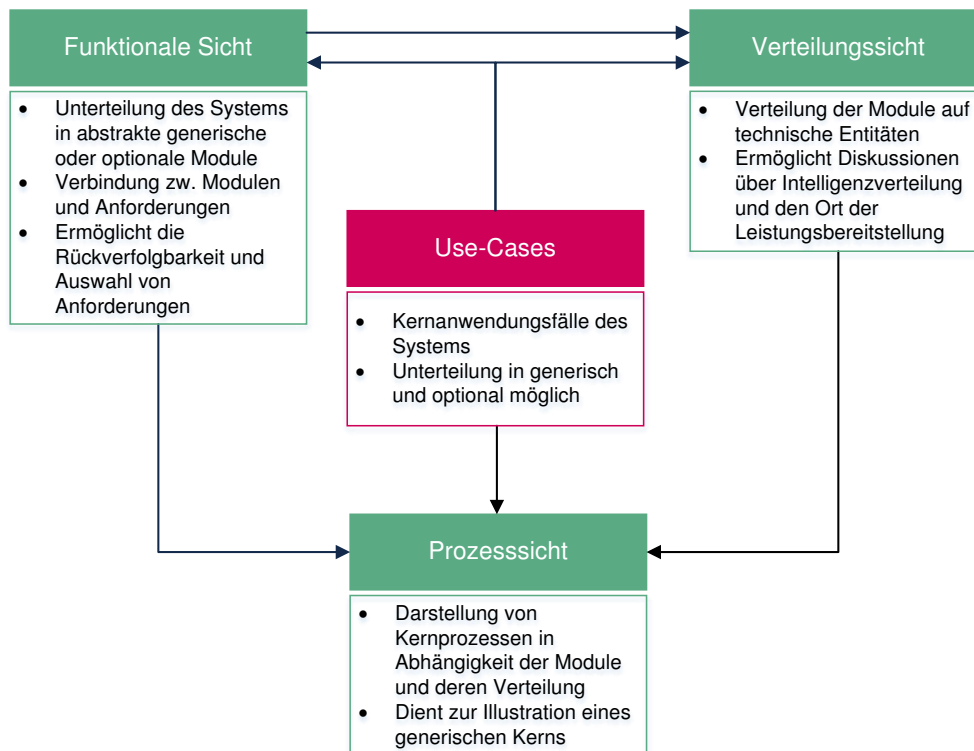 Funktionale Sicht
• Unterteilung des Systems
in abstrakte generische
oder optionale Module
• Verbindung zw. Modulen
und Anforderungen
• Ermöglicht die
Rückverfolgbarkeit und
Auswahl von
Anforderungen
Verteilungssicht
• Verteilung der Module auf
technische Entitäten
• Ermöglicht Diskussionen
über Intelligenzverteilung
und den Ort der
Leistungsbereitstellung
Use-Cases
• Kernanwendungsfälle des
Systems
• Unterteilung in generisch
und optional möglich
Prozesssicht
• Darstellung von
Kernprozessen in
Abhängigkeit der Module
und deren Verteilung
• Dient zur Illustration eines
generischen Kerns